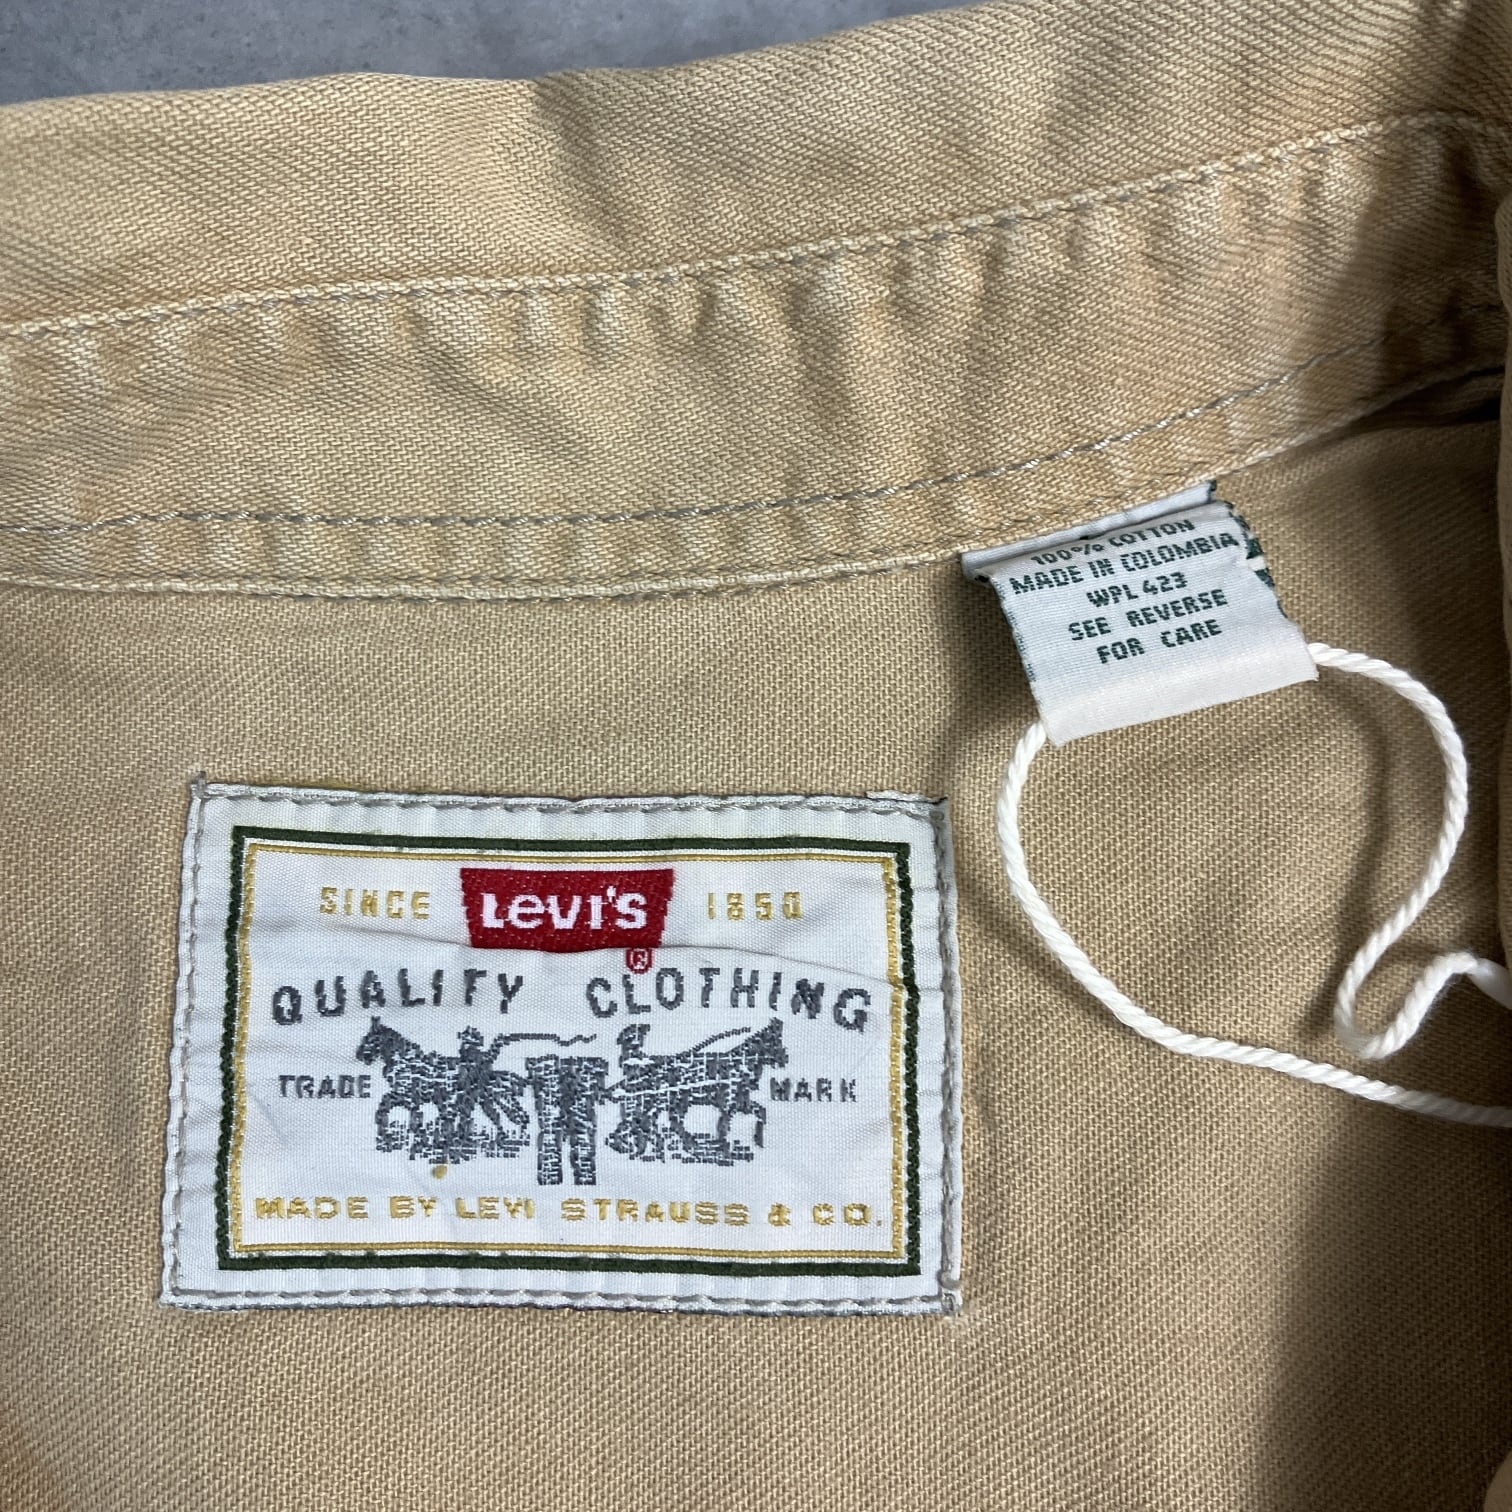 100% COTTON
MADE IN COLOMBIA
WPL 423
SEE REVERSE
FOR CARE
SINCE LEVI'S 1850
®
QUALITY CLOTHING
TRADE MARK
MADE BY LEVI STRAUSS & CO.